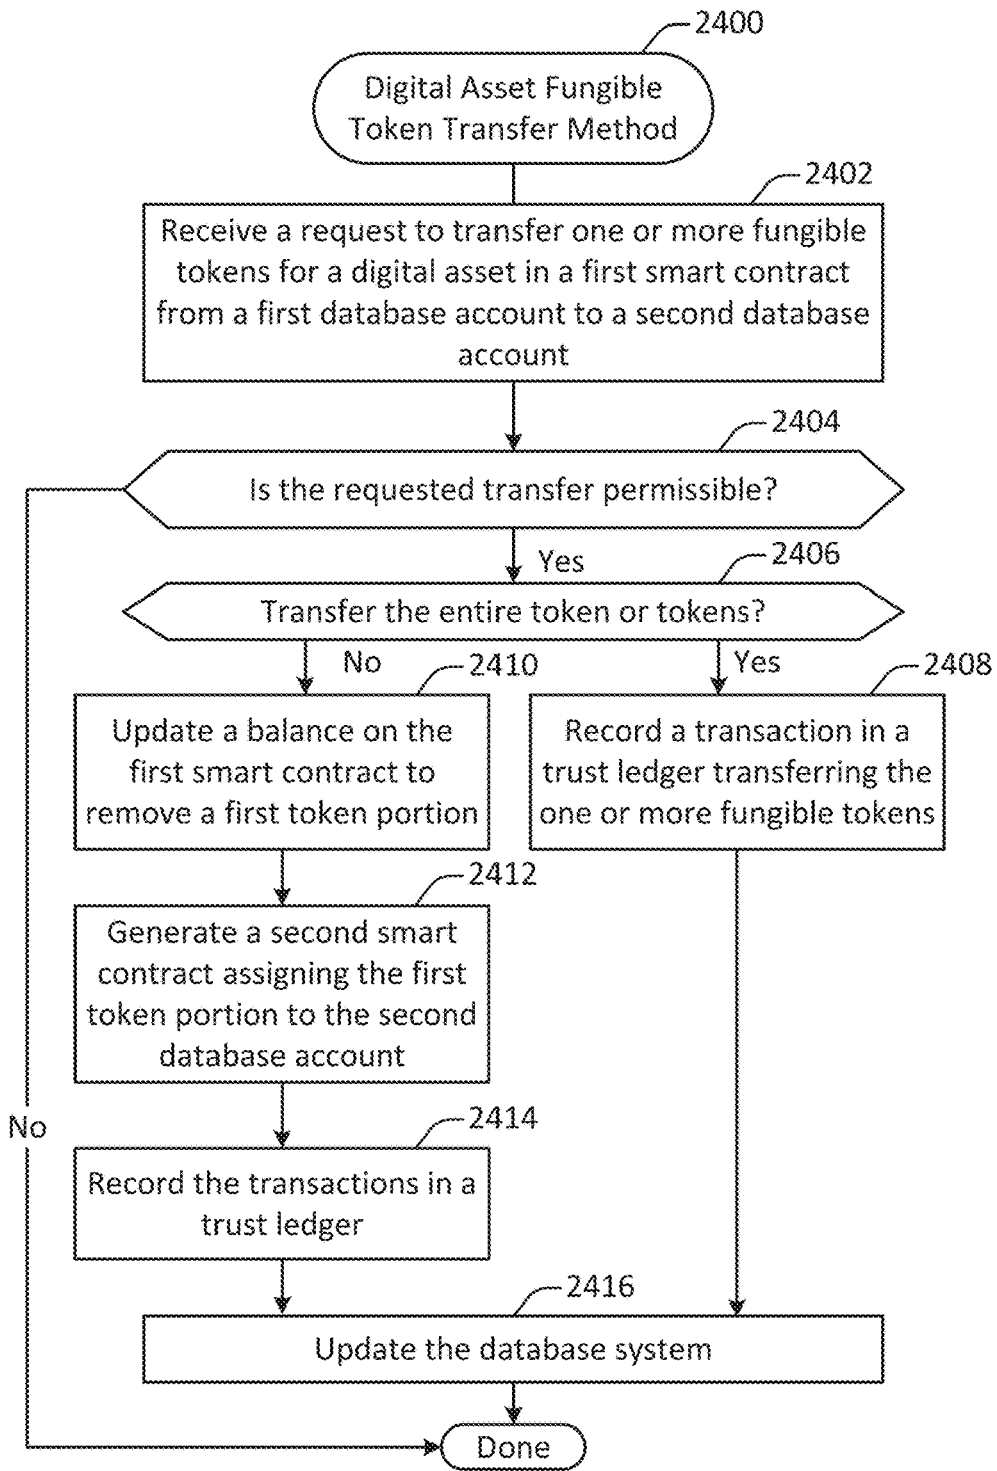 2400
Digital Asset Fungible
Token Transfer Method
2402
Receive a request to transfer one or more fungible
tokens for a digital asset in a first smart contract
from a first database account to a second database
account
2404
Is the requested transfer permissible?
Yes
2406
Transfer the entire token or tokens?
No
2410
Yes
2408
Update a balance on the
first smart contract to
remove a first token portion
Record a transaction in a
trust ledger transferring the
one or more fungible tokens
2412
Generate a second smart
contract assigning the first
token portion to the second
database account
No
2414
Record the transactions in a
trust ledger
2416
Update the database system
Done